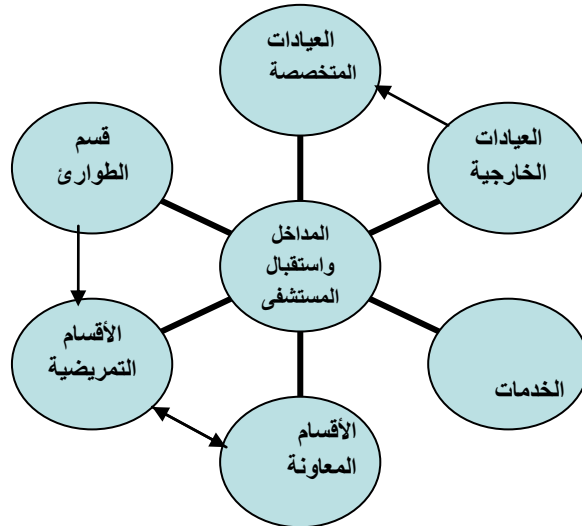 العيادات
المتخصصة
العيادات
الخارجية
قسم
الطوارئ
المداخل
واستقبال
المستشفى
الأقسام
التمريضية
الخدمات
الأقسام
المعاونة